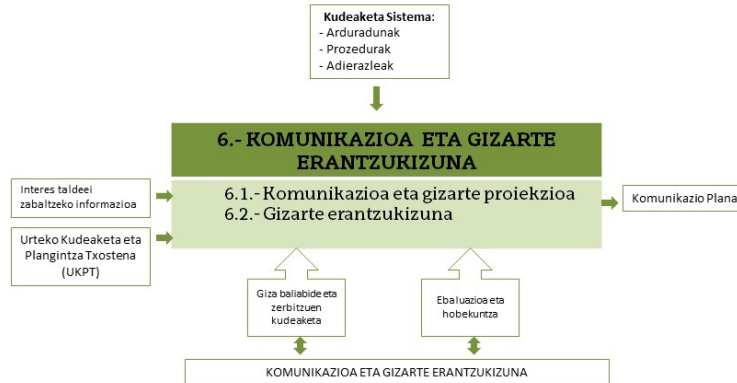 Kudeaketa Sistema:
- Arduradunak
- Prozedurak
- Adierazleak
6.- KOMUNIKAZIOA ETA GIZARTE
ERANTZUKIZUNA
6.1.- Komunikazioa eta gizarte proiekzioa
6.2.- Gizarte erantzukizuna
Interes taldeei
zabaltzeko informazioa
Urteko Kudeaketa eta
Plangintza Txostena
(UKPT)
Komunikazio Plana
Giza baliabide eta
zerbitzuen
kudeaketa
Ebaluazioa eta
hobekuntza
KOMUNIKAZIOA ETA GIZARTE ERANTZUKIZUNA